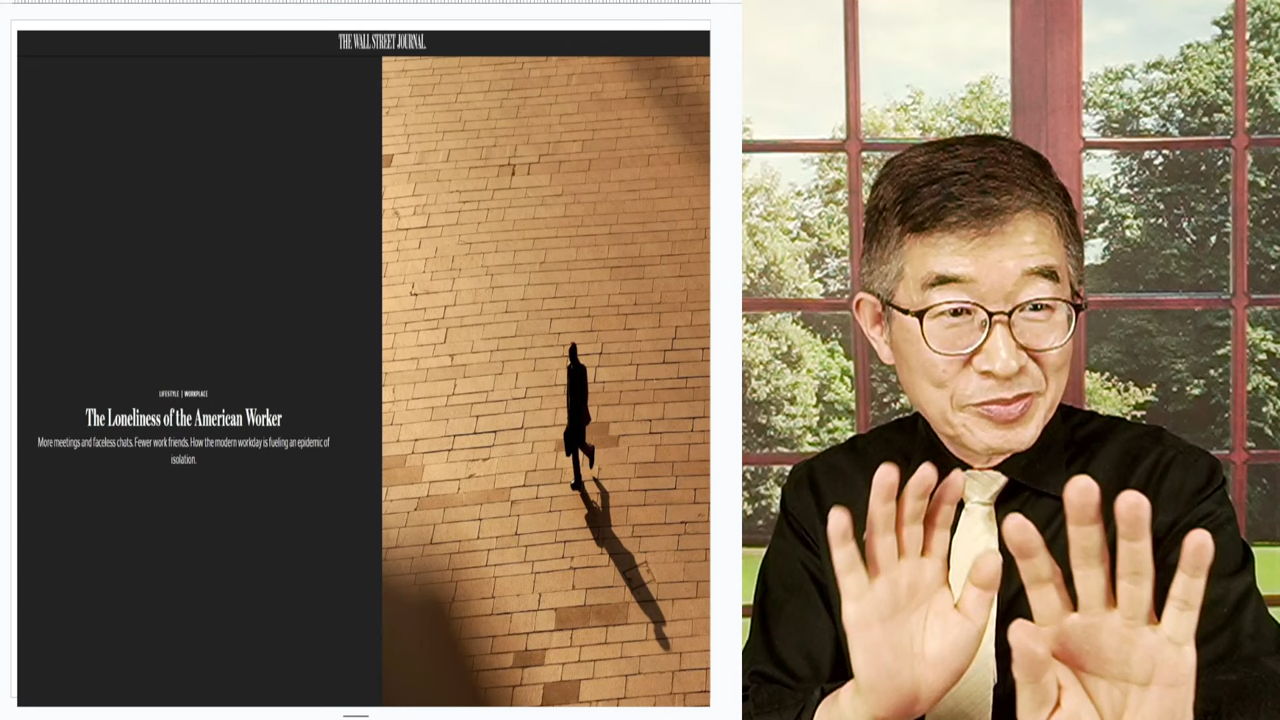 THE WALL STREET JOURNAL.
LIFESTYLE | WORKPLACE
The Loneliness of the American Worker
More meetings and faceless chats. Fewer work friends. How the modern workday is fueling an epidemic of
isolation.